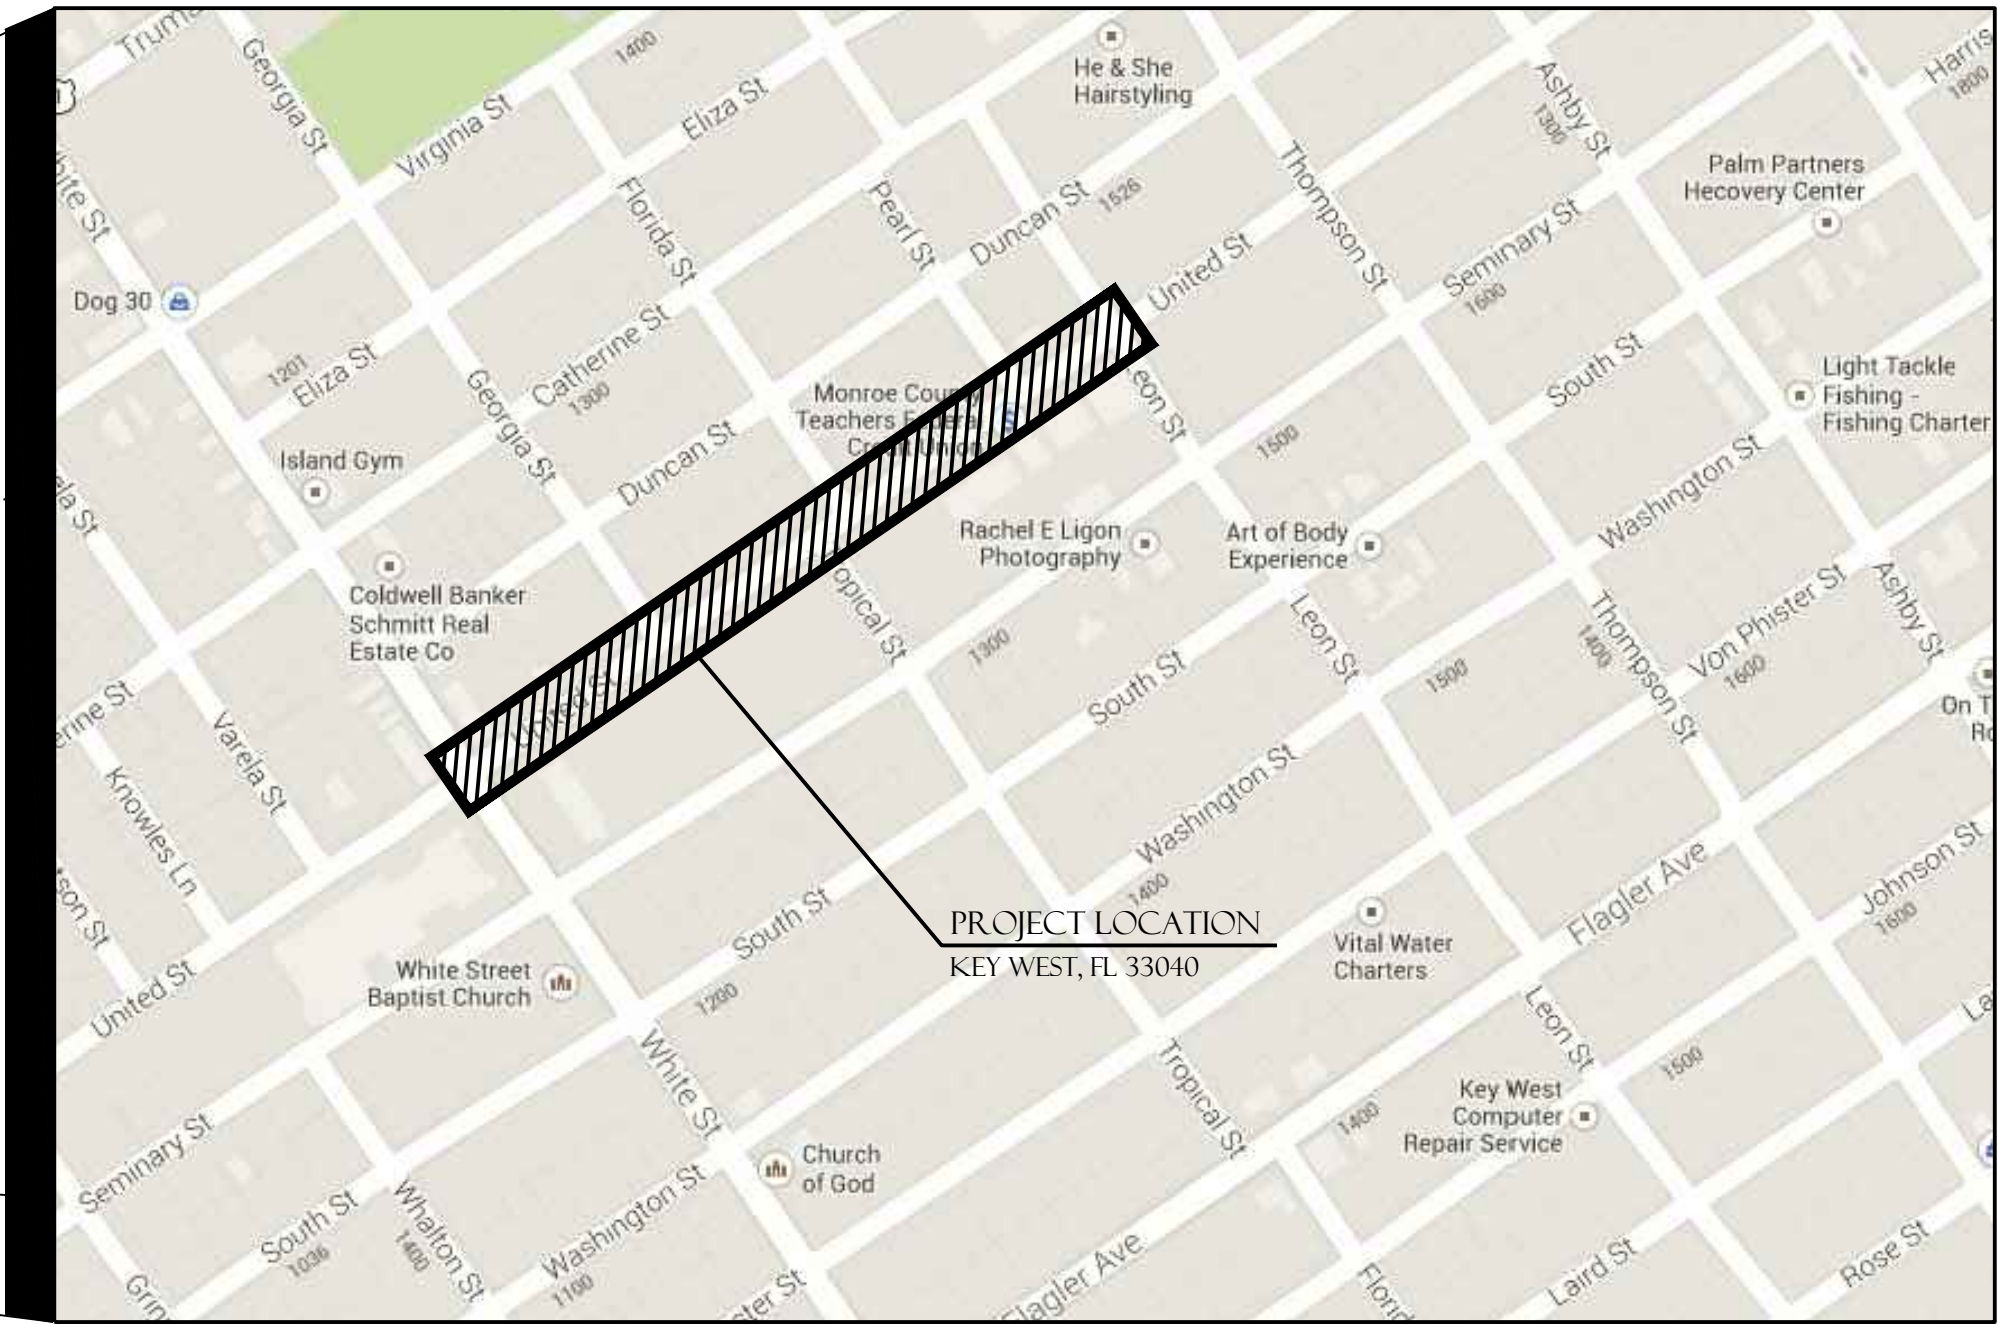 Georgia St
Virginia St
1400
Eliza St
He & She
Hairstyling
Ashby St
1300
Harris
1800
Palm Partners
Hecovery Center
Florida St
Pearl St
Duncan St
1526
Thompson St
Seminary St
1600
United St
Dog 30
1201
Eliza St
Catherine St
1300
Georgia St
Monroe County
Teachers Federal
Credit Union
South St
Light Tackle
Fishing -
Fishing Charter
Island Gym
Duncan St
eon St
1500
Washington St
Rachel E Ligon
Photography
Art of Body
Experience
Coldwell Banker
Schmitt Real
Estate Co
opical St
1300
Leon St
Thompson St
1400
Von Phister St
1600
Ashby St
United St
South St
1500
On T
Varela St
Knowles Ln
Washington St
1400
PROJECT LOCATION
KEY WEST, FL 33040
Flagler Ave
Johnson St
1600
Vital Water
Charters
White Street
Baptist Church
South St
1200
United St
White St
Tropical St
Leon St
1500
Key West
Computer
Repair Service
1400
Church
of God
Seminary St
South St
1036
Whalton St
1400
Washington St
1100
Flagler Ave
Laird St
Rose St